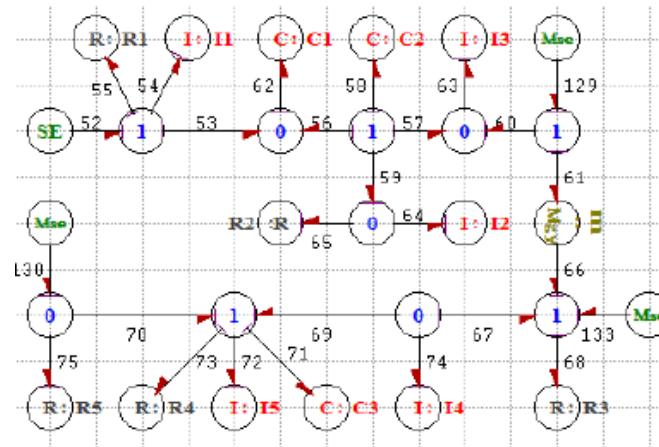 R: R1 I: I1 C: C1 C: C2 I: I3 Mse
55 54 62 58 63 129
SE 52 1 53 0 56 1 57 0 60 1
59 61
Mse R2 :R 65 0 64 I: I2 MGY :m
130 66
0 70 1 69 0 67 1 133 Mse
75 73 72 71 74 68
R: R5 R: R4 I: I5 C: C3 I: I4 R: R3